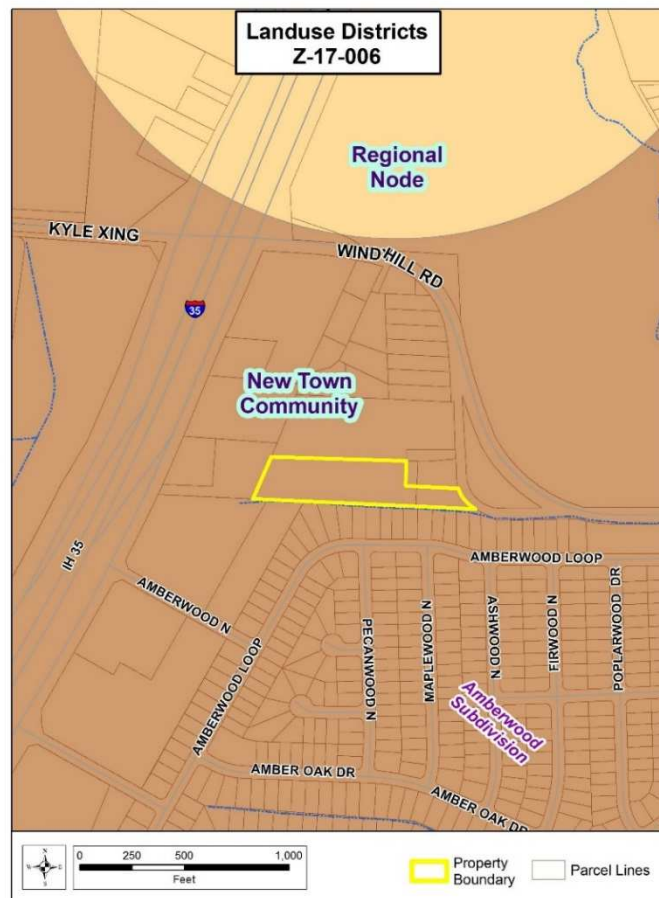 Landuse Districts
Z-17-006
Regional
Node
KYLE XING
WINDHILL RD
35
New Town
Community
IH 35
AMBERWOOD N
AMBERWOOD LOOP
AMBERWOOD LOOP
PECANWOOD N
MAPLEWOOD N
ASHWOOD N
FIRWOOD N
POPLARWOOD DR
Amberwood
Subdivision
AMBER OAK DR
AMBER OAK DR
N
W E
S
0 250 500 1,000
Feet
Property
Boundary
Parcel Lines